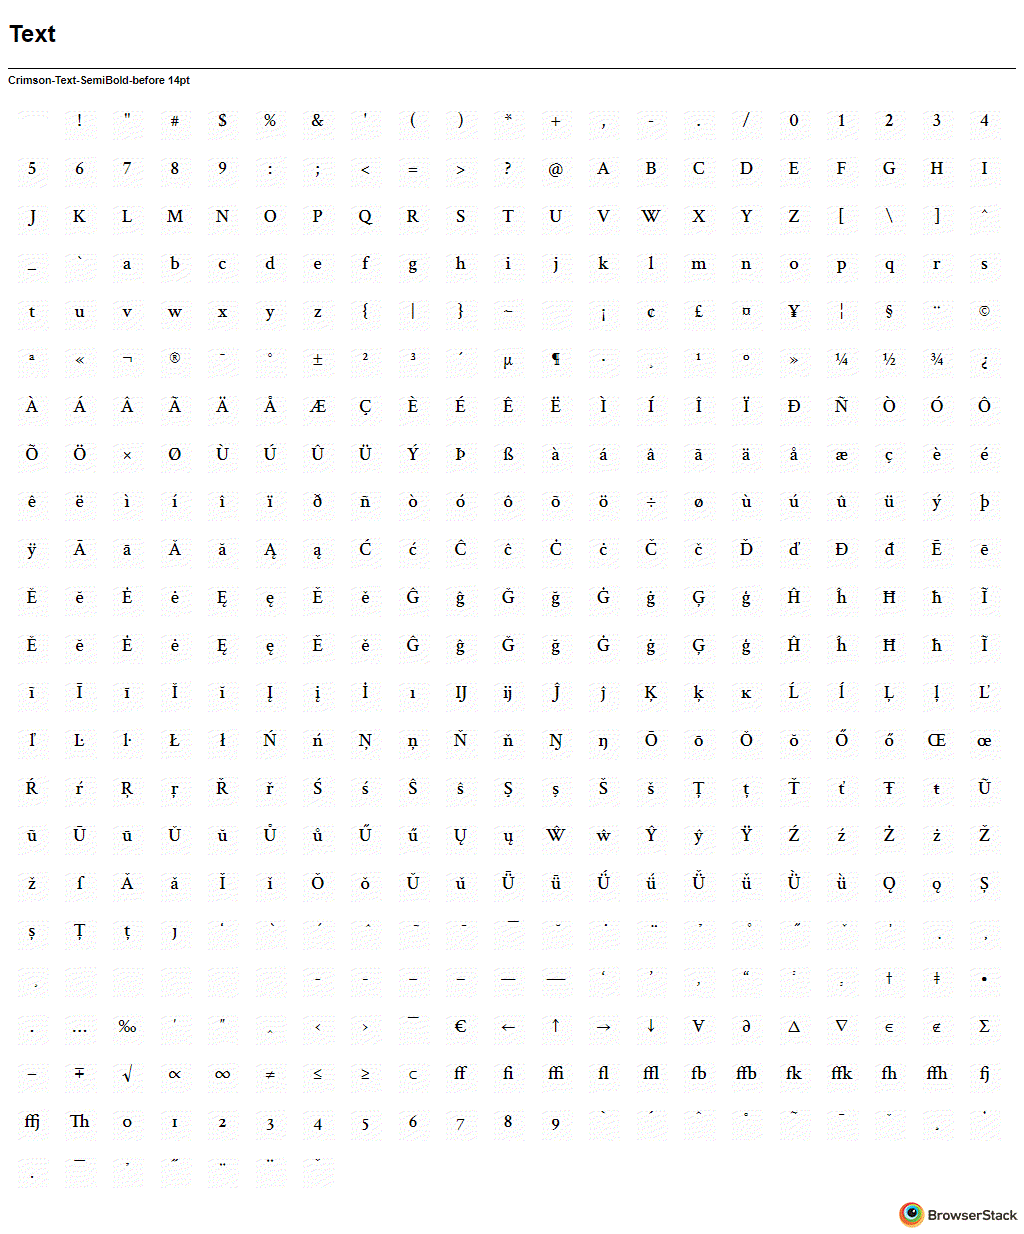 Text
Crimson-Text-SemiBold-before 14pt
! " # $ % & ' ( ) * + , - . / 0 1 2 3 4
5 6 7 8 9 : ; < = > ? @ A B C D E F G H I
J K L M N O P Q R S T U V W X Y Z [ \ ] ^
_ ` a b c d e f g h i j k l m n o p q r s
t u v w x y z { | } ~ ¡ ¢ £ ¤ ¥ ¦ § ¨ ©
ª « ¬ ® ¯ ° ± ² ³ ´ µ ¶ · ¸ ¹ º » ¼ ½ ¾ ¿
À Á Â Ã Ä Å Æ Ç È É Ê Ë Ì Í Î Ï Ð Ñ Ò Ó Ô
Õ Ö × Ø Ù Ú Û Ü Ý Þ ß à á â ã ä å æ ç è é
ê ë ì í î ï ð ñ ò ó ô õ ö ÷ ø ù ú û ü ý þ
ÿ Ā ā Ă ă Ą ą Ć ć Ĉ ĉ Ċ ċ Č č Ď ď Đ đ Ē ē
Ĕ ĕ Ė ė Ę ę Ě ě Ĝ ĝ Ğ ğ Ġ ġ Ģ ģ Ĥ ĥ Ħ ħ Ĩ
Ĕ ĕ Ė ė Ę ę Ě ě Ĝ ĝ Ğ ğ Ġ ġ Ģ ģ Ĥ ĥ Ħ ħ Ĩ
ĩ Ī ī Ĭ ĭ Į į İ ı Ĳ ĳ Ĵ ĵ Ķ ķ ĸ Ĺ ĺ Ļ ļ Ľ
ľ Ŀ ŀ Ł ł Ń ń Ņ ņ Ň ň Ŋ ŋ Ō ō Ŏ ŏ Ő ő Œ œ
Ŕ ŕ Ŗ ŗ Ř ř Ś ś Ŝ ŝ Ş ş Š š Ţ ţ Ť ť Ŧ ŧ Ũ
ũ Ū ū Ŭ ŭ Ů ů Ű ű Ų ų Ŵ ŵ Ŷ ŷ Ÿ Ź ź Ż ż Ž
ž ſ Ǎ ǎ Ǐ ǐ Ǒ ǒ Ǔ ǔ Ǖ ǖ Ǘ ǘ Ǚ ǚ Ǜ ǜ Ǫ ǫ Ș
ș Ț ț ȷ
‐ ‑ ‒ – — ― ‘ ’ ‚ “ † ‡ •
․ … ‰ ′ ″ ‸ ‹ › ‾ € ← ↑ → ↓ ∀ ∂ ∆ ∇ ∈ ∉ ∑
− ∓ √ ∝ ∞ ≠ ≤ ≥ ⊂ ff fi ffi fl ffl fb ffb fk ffk fh ffh fj
ffj Th 0 1 2 3 4 5 6 7 8 9
BrowserStack